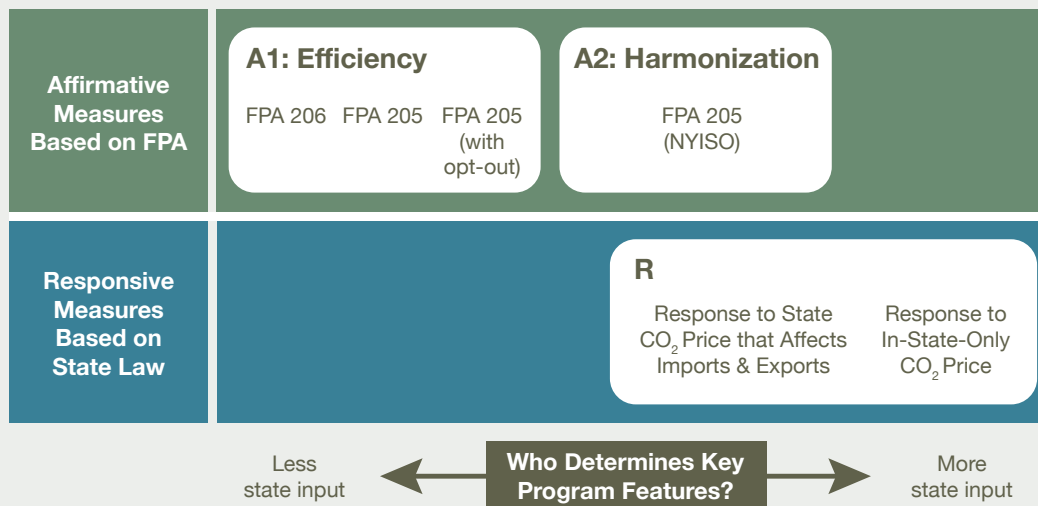 Affirmative
Measures
Based on FPA
A1: Efficiency
FPA 206
FPA 205
FPA 205
(with
opt-out)
A2: Harmonization
FPA 205
(NYISO)
Responsive
Measures
Based on
State Law
R
Response to State
CO₂ Price that Affects
Imports & Exports
Response to
In-State-Only
CO₂ Price
Less
state input
Who Determines Key
Program Features?
More
state input